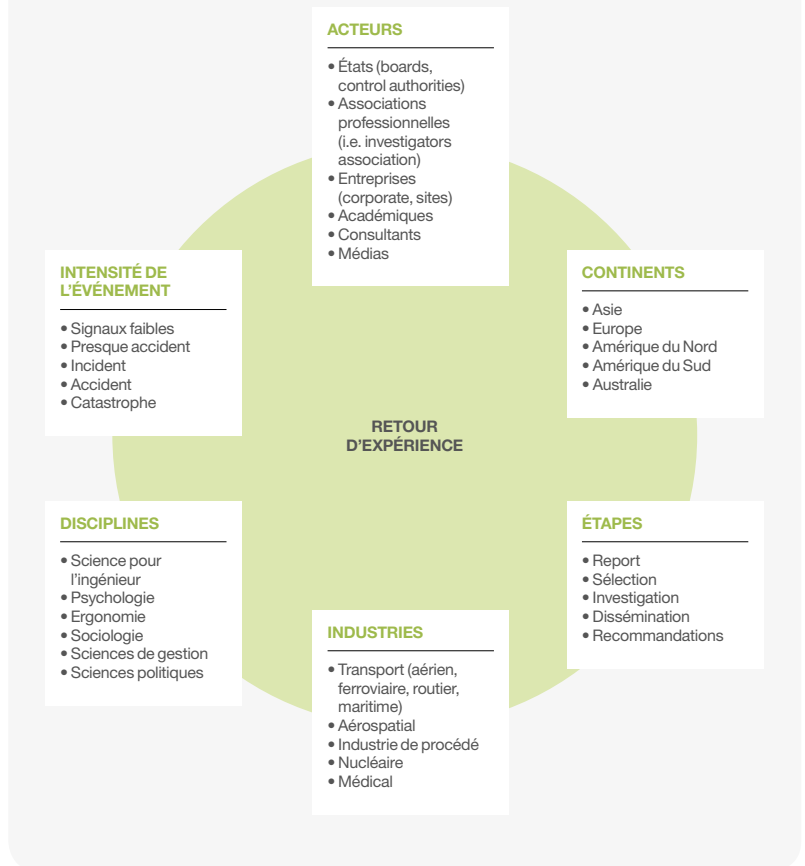 ACTEURS
• États (boards,
control authorities)
• Associations
professionnelles
(i.e. investigators
association)
• Entreprises
(corporate, sites)
• Académiques
• Consultants
• Médias
INTENSITÉ DE
L'ÉVÉNEMENT
• Signaux faibles
• Presque accident
• Incident
• Accident
• Catastrophe
CONTINENTS
• Asie
• Europe
• Amérique du Nord
• Amérique du Sud
• Australie
RETOUR
D'EXPÉRIENCE
DISCIPLINES
• Science pour
l'ingénieur
• Psychologie
• Ergonomie
• Sociologie
• Sciences de gestion
• Sciences politiques
ÉTAPES
• Report
• Sélection
• Investigation
• Dissémination
• Recommandations
INDUSTRIES
• Transport (aérien,
ferroviaire, routier,
maritime)
• Aérospatial
• Industrie de procédé
• Nucléaire
• Médical